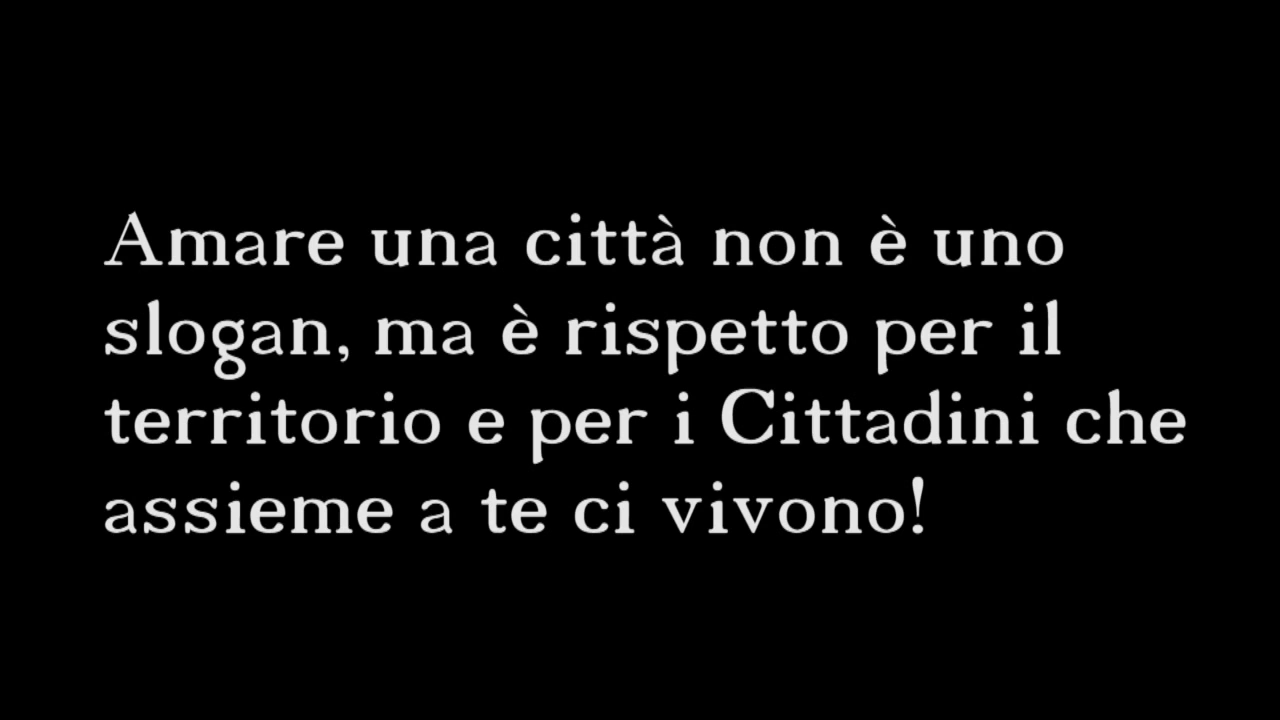 Amare una città non è uno
slogan, ma è rispetto per il
territorio e per i Cittadini che
assieme a te ci vivono!